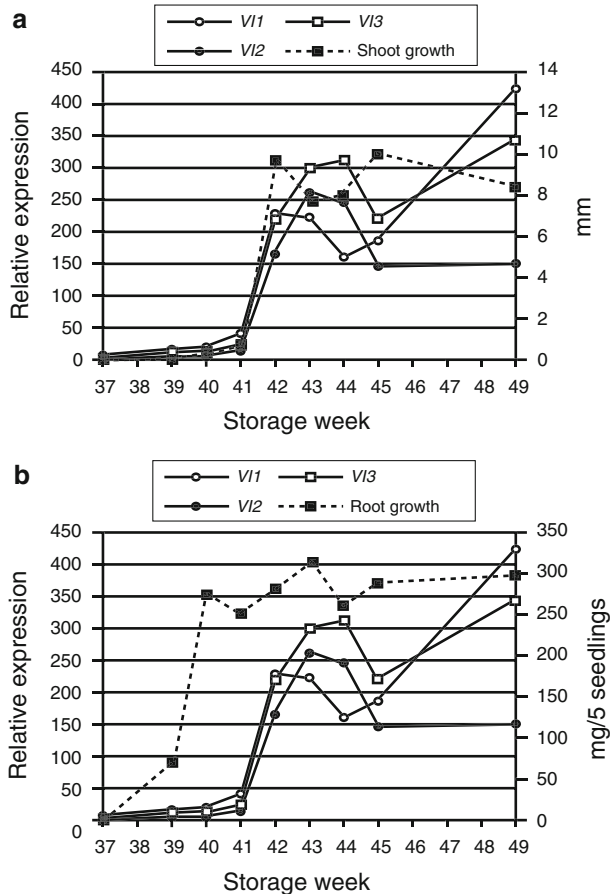 a
VI1 VI3
VI2 Shoot growth
450 14
400 12
350
300 10
250 8
200 6
150 4
100
50 2
0 0
Relative expression
mm
37 38 39 40 41 42 43 44 45 46 47 48 49
Storage week
b
VI1 VI3
VI2 Root growth
450 350
400 300
350
300 250
250 200
200 150
150 100
100
50 50
0 0
Relative expression
mg/5 seedlings
37 38 39 40 41 42 43 44 45 46 47 48 49
Storage week